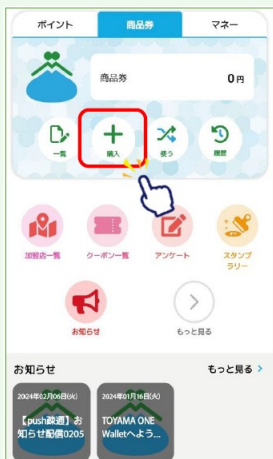 ポイント 商品券 マネー
商品券 0円
一覧 購入 使う 履歴
加盟店一覧 クーポン一覧 アンケート スタンプ
ラリー
お知らせ もっと見る
お知らせ もっと見る
2024年02月06日(火) 2024年01月16日(火)
【push疎通】お TOYAMA ONE
知らせ配信0205 Walletへよう...